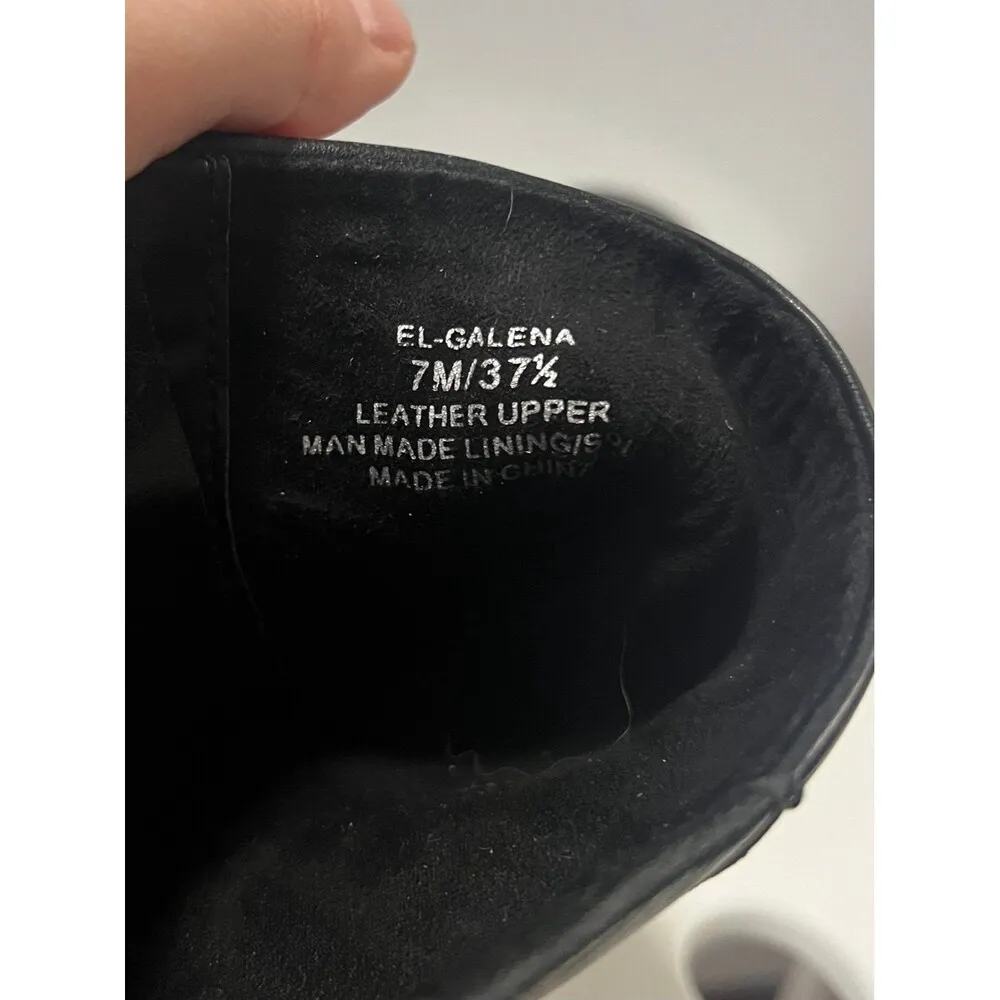 EL-GALENA
7M/37½
LEATHER UPPER
MAN MADE LINING/
MADE IN CHINA